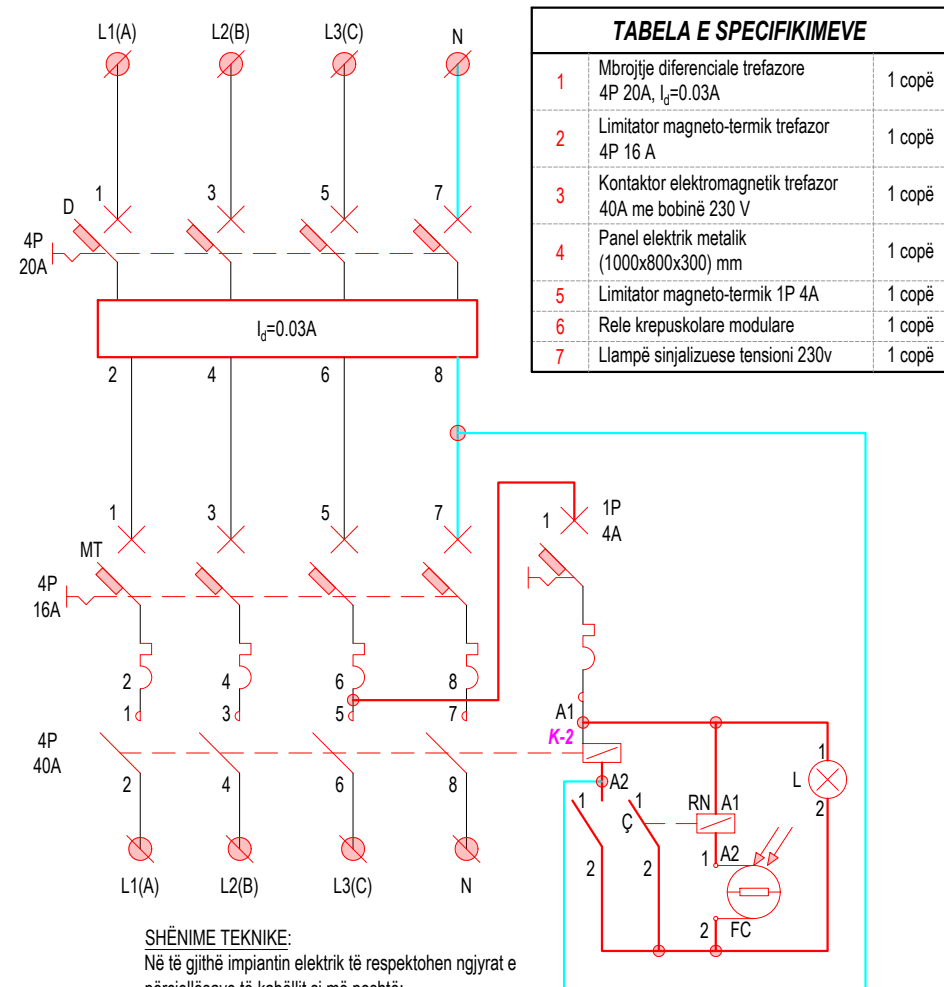 L1(A) L2(B) L3(C) N
TABELA E SPECIFIKIMEVE
1 Mbrojtje diferenciale trefazore 1 copë
4P 20A, Id=0.03A
2 Limitator magneto-termik trefazor 1 copë
4P 16 A
3 Kontaktor elektromagnetik trefazor 1 copë
40A me bobinë 230 V
4 Panel elektrik metalik 1 copë
(1000x800x300) mm
5 Limitator magneto-termik 1P 4A 1 copë
6 Rele krepuskolare modulare 1 copë
7 Llampë sinjalizuese tensioni 230v 1 copë
1 3 5 7
D
4P
20A
Id=0.03A
2 4 6 8
1 3 5 7
MT
4P
16A
1 1P
4A
2 4 6 8
1 3 5 7
4P
40A
2 4 6 8
A1
K-2
A2
1 1
Ç
2 2
RN A1
1 A2
2 FC
1
L
2
L1(A) L2(B) L3(C) N
SHËNIME TEKNIKE:
Në të gjithë impiantin elektrik të respektohen ngjyrat e
përcjellësave të kabëllit si më poshtë: